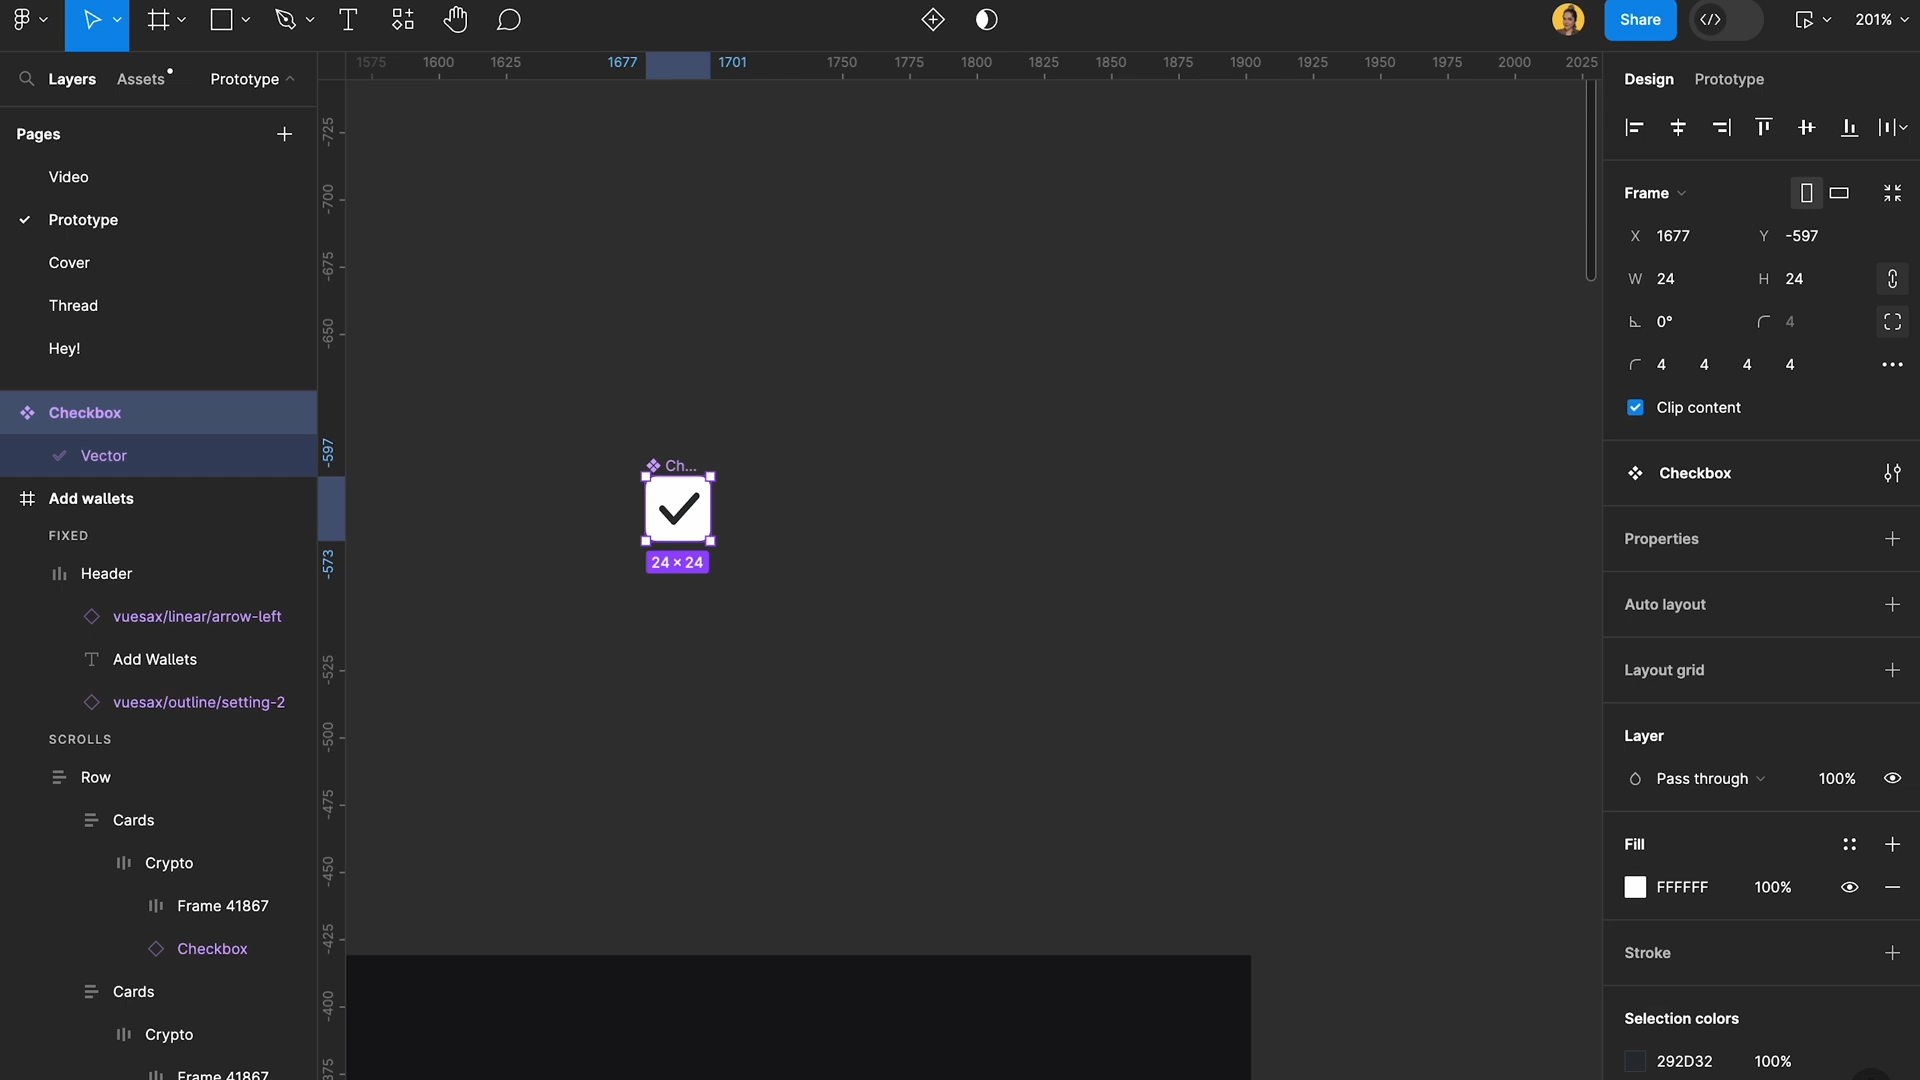 Share
201%
Layers
Assets
Prototype
1575
1600
1625
1677
1701
1750
1775
1800
1825
1850
1875
1900
1925
1950
1975
2000
2025
Design
Prototype
Pages
Video
Prototype
Cover
Thread
Hey!
Checkbox
Vector
Add wallets
FIXED
Header
vuesax/linear/arrow-left
Add Wallets
vuesax/outline/setting-2
SCROLLS
Row
Cards
Crypto
Frame 41867
Checkbox
Cards
Crypto
Frame 41867
-725
-700
-675
-650
-597
-573
-525
-500
-475
-450
-425
-400
375
Ch...
24 × 24
Frame
X 1677 Y -597
W 24 H 24
0° 4
4 4 4 4
Clip content
Checkbox
Properties
Auto layout
Layout grid
Layer
Pass through 100%
Fill
FFFFFF 100%
Stroke
Selection colors
292D32 100%